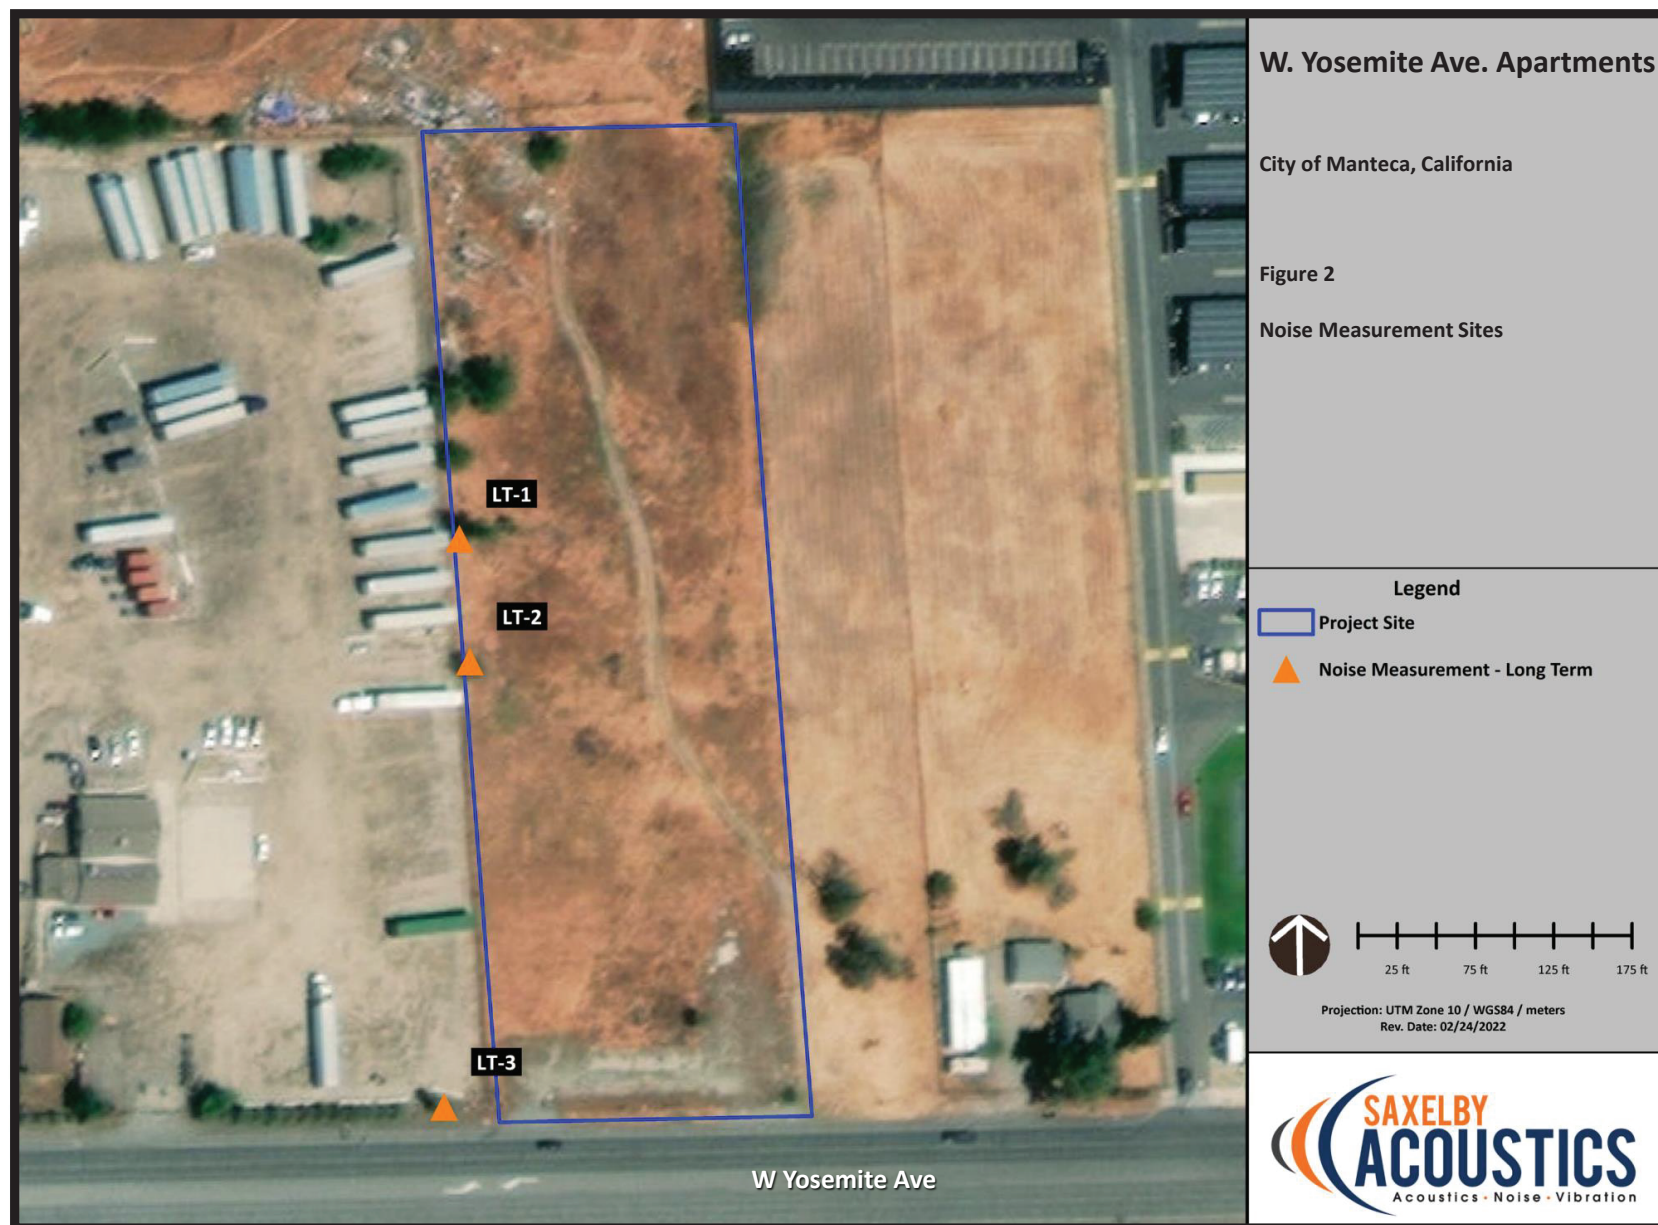 W. Yosemite Ave. Apartments
City of Manteca, California
Figure 2
Noise Measurement Sites
LT-1
LT-2
LT-3
W Yosemite Ave
Legend
Project Site
Noise Measurement - Long Term
25 ft 75 ft 125 ft 175 ft
Projection: UTM Zone 10 / WGS84 / meters
Rev. Date: 02/24/2022
SAXELBY
ACOUSTICS
Acoustics • Noise • Vibration